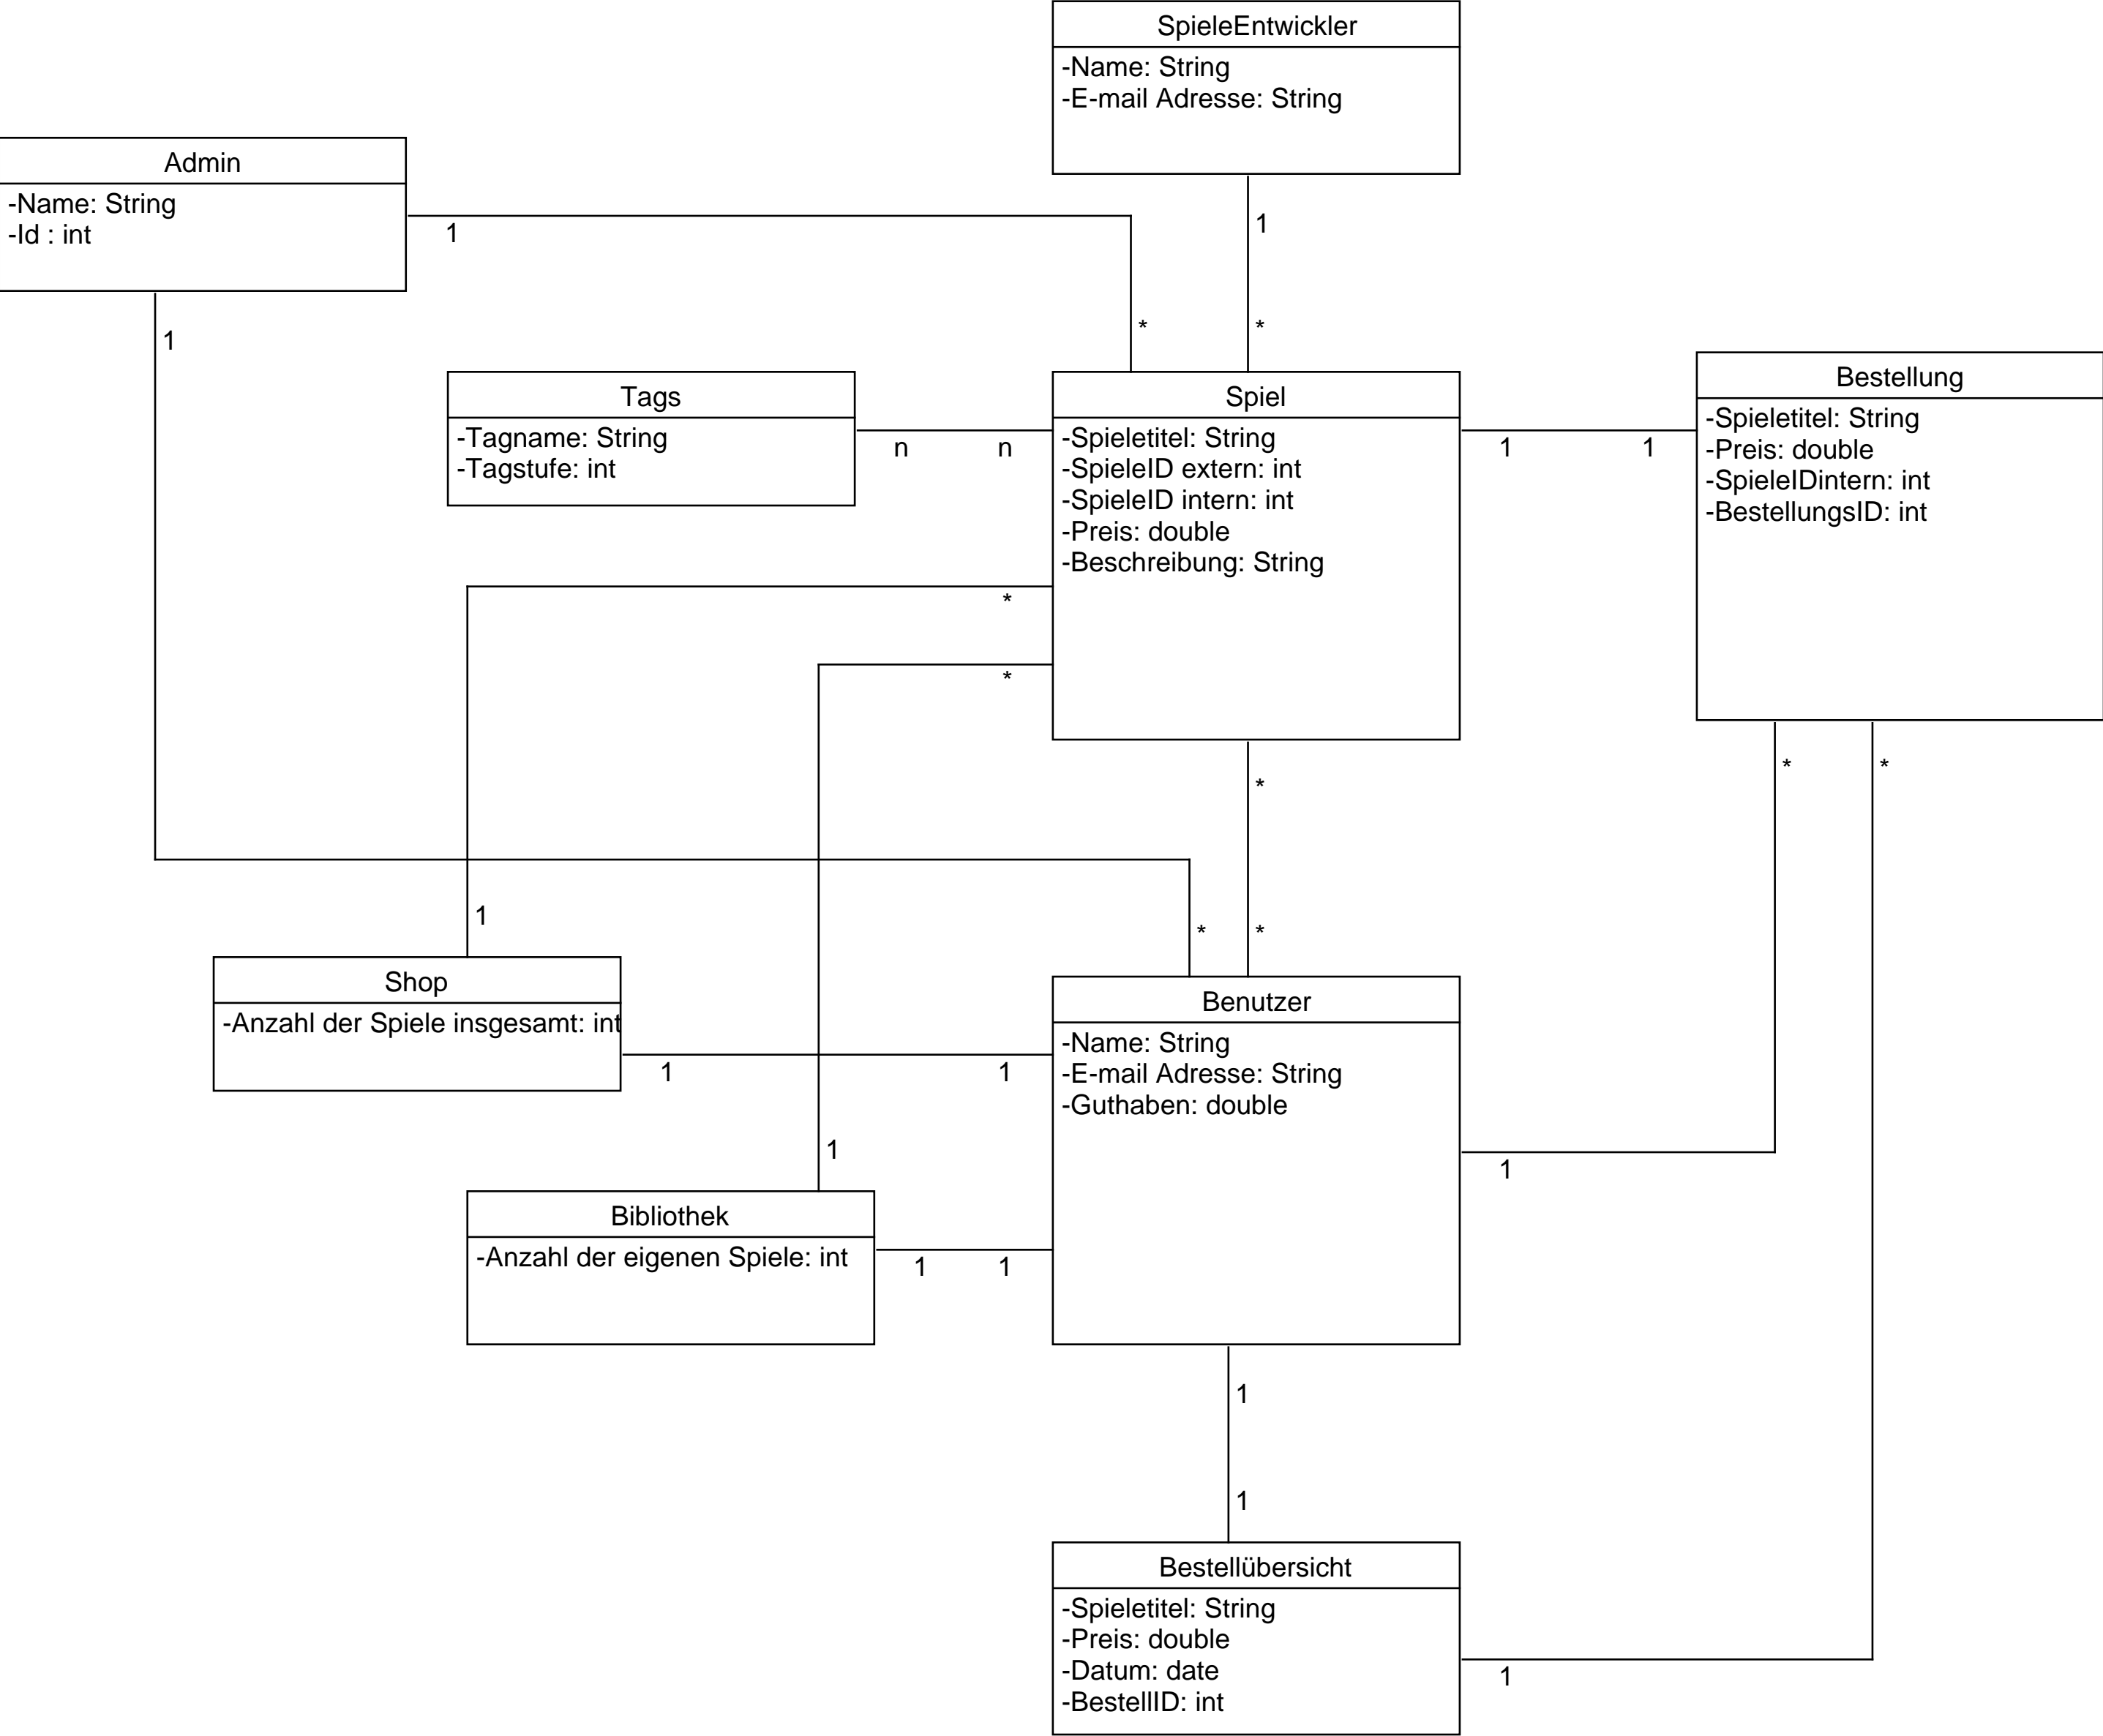 SpieleEntwickler
-Name: String
-E-mail Adresse: String
Admin
-Name: String
-Id : int
1
1
1
*
*
Tags
-Tagname: String
-Tagstufe: int
n
n
Spiel
-Spieletitel: String
-SpieleID extern: int
-SpieleID intern: int
-Preis: double
-Beschreibung: String
1
1
Bestellung
-Spieletitel: String
-Preis: double
-SpieleIDintern: int
-BestellungsID: int
*
*
*
*
*
1
*
*
Shop
-Anzahl der Spiele insgesamt: int
1
1
Benutzer
-Name: String
-E-mail Adresse: String
-Guthaben: double
1
1
Bibliothek
-Anzahl der eigenen Spiele: int
1
1
1
1
Bestellübersicht
-Spieletitel: String
-Preis: double
-Datum: date
-BestellID: int
1